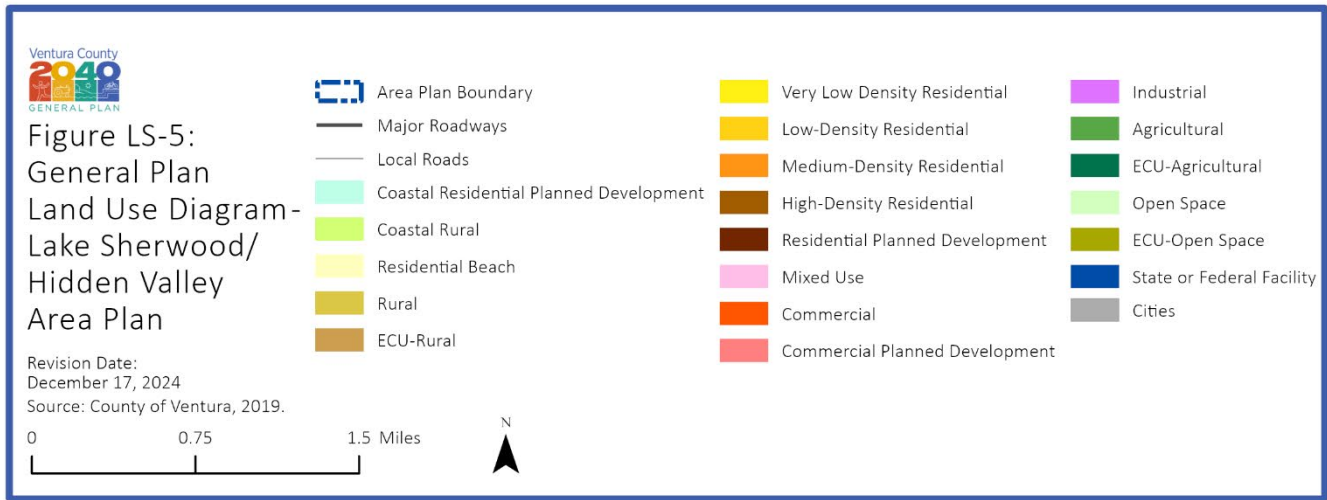 Ventura County
2040
GENERAL PLAN
Figure LS-5:
General Plan
Land Use Diagram-
Lake Sherwood/
Hidden Valley
Area Plan
Revision Date:
December 17, 2024
Source: County of Ventura, 2019.
0 0.75 1.5 Miles
N
Area Plan Boundary
Major Roadways
Local Roads
Coastal Residential Planned Development
Coastal Rural
Residential Beach
Rural
ECU-Rural
Very Low Density Residential
Low-Density Residential
Medium-Density Residential
High-Density Residential
Residential Planned Development
Mixed Use
Commercial
Commercial Planned Development
Industrial
Agricultural
ECU-Agricultural
Open Space
ECU-Open Space
State or Federal Facility
Cities